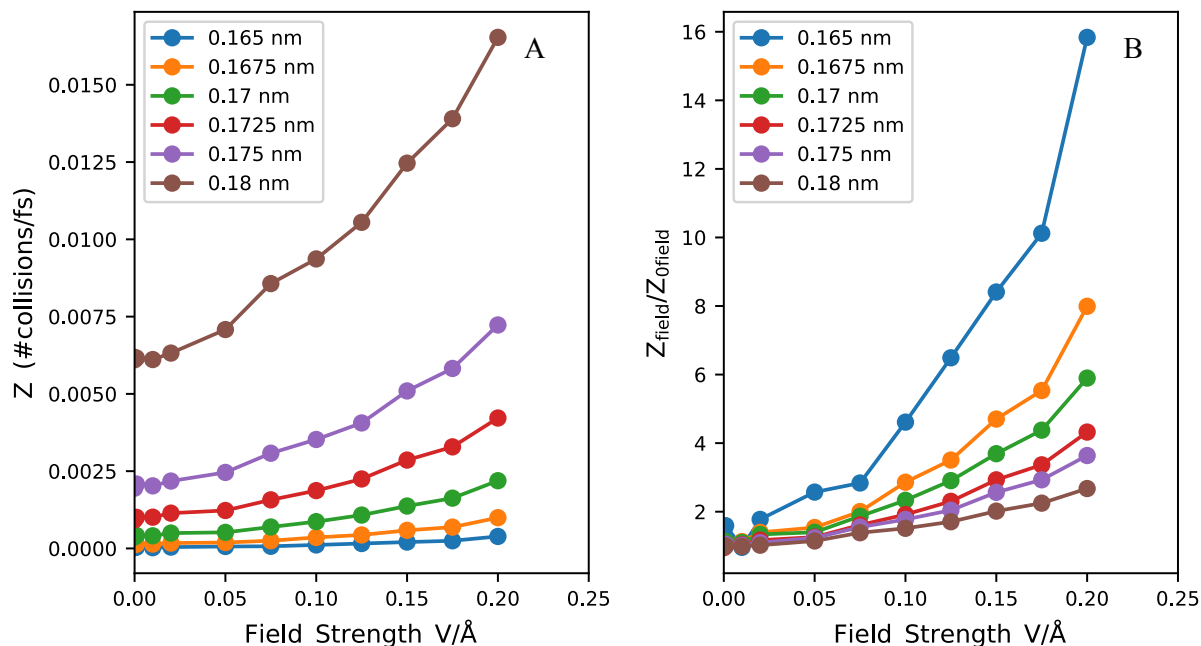 A
0.165 nm
0.1675 nm
0.17 nm
0.1725 nm
0.175 nm
0.18 nm
Z (#collisions/fs)
0.0150
0.0125
0.0100
0.0075
0.0050
0.0025
0.0000
0.00 0.05 0.10 0.15 0.20 0.25
Field Strength V/Å
B
0.165 nm
0.1675 nm
0.17 nm
0.1725 nm
0.175 nm
0.18 nm
Zfield/Z0field
16
14
12
10
8
6
4
2
0.00 0.05 0.10 0.15 0.20 0.25
Field Strength V/Å